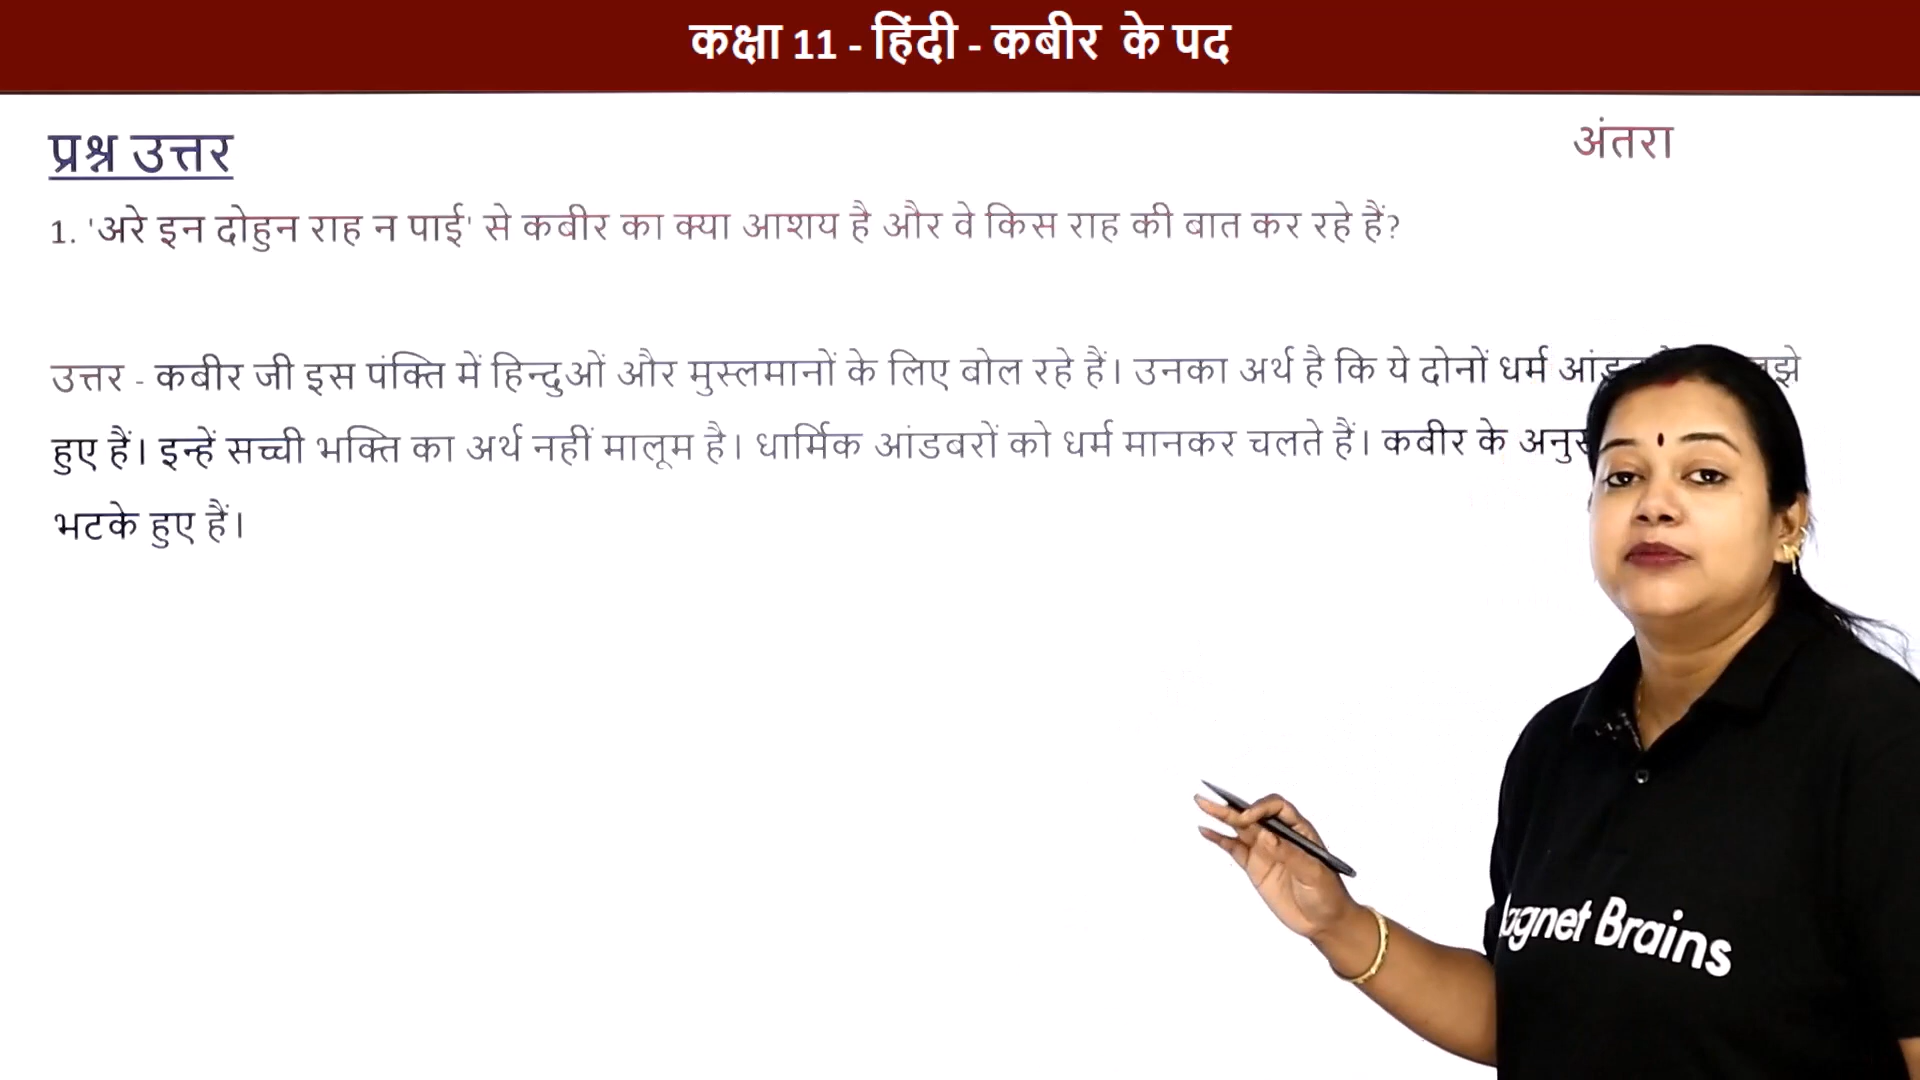 कक्षा 11 - हिंदी - कबीर के पद
प्रश्न उत्तर
अंतरा
1. 'अरे इन दोहुन राह न पाई' से कबीर का क्या आशय है और वे किस राह की बात कर रहे हैं?
उत्तर - कबीर जी इस पंक्ति में हिन्दुओं और मुस्लमानों के लिए बोल रहे हैं। उनका अर्थ है कि ये दोनों धर्म
हुए हैं। इन्हें सच्ची भक्ति का अर्थ नहीं मालूम है। धार्मिक आंडबरों को धर्म मानकर चलते हैं। कबीर के
भटके हुए हैं।
agnet Brains